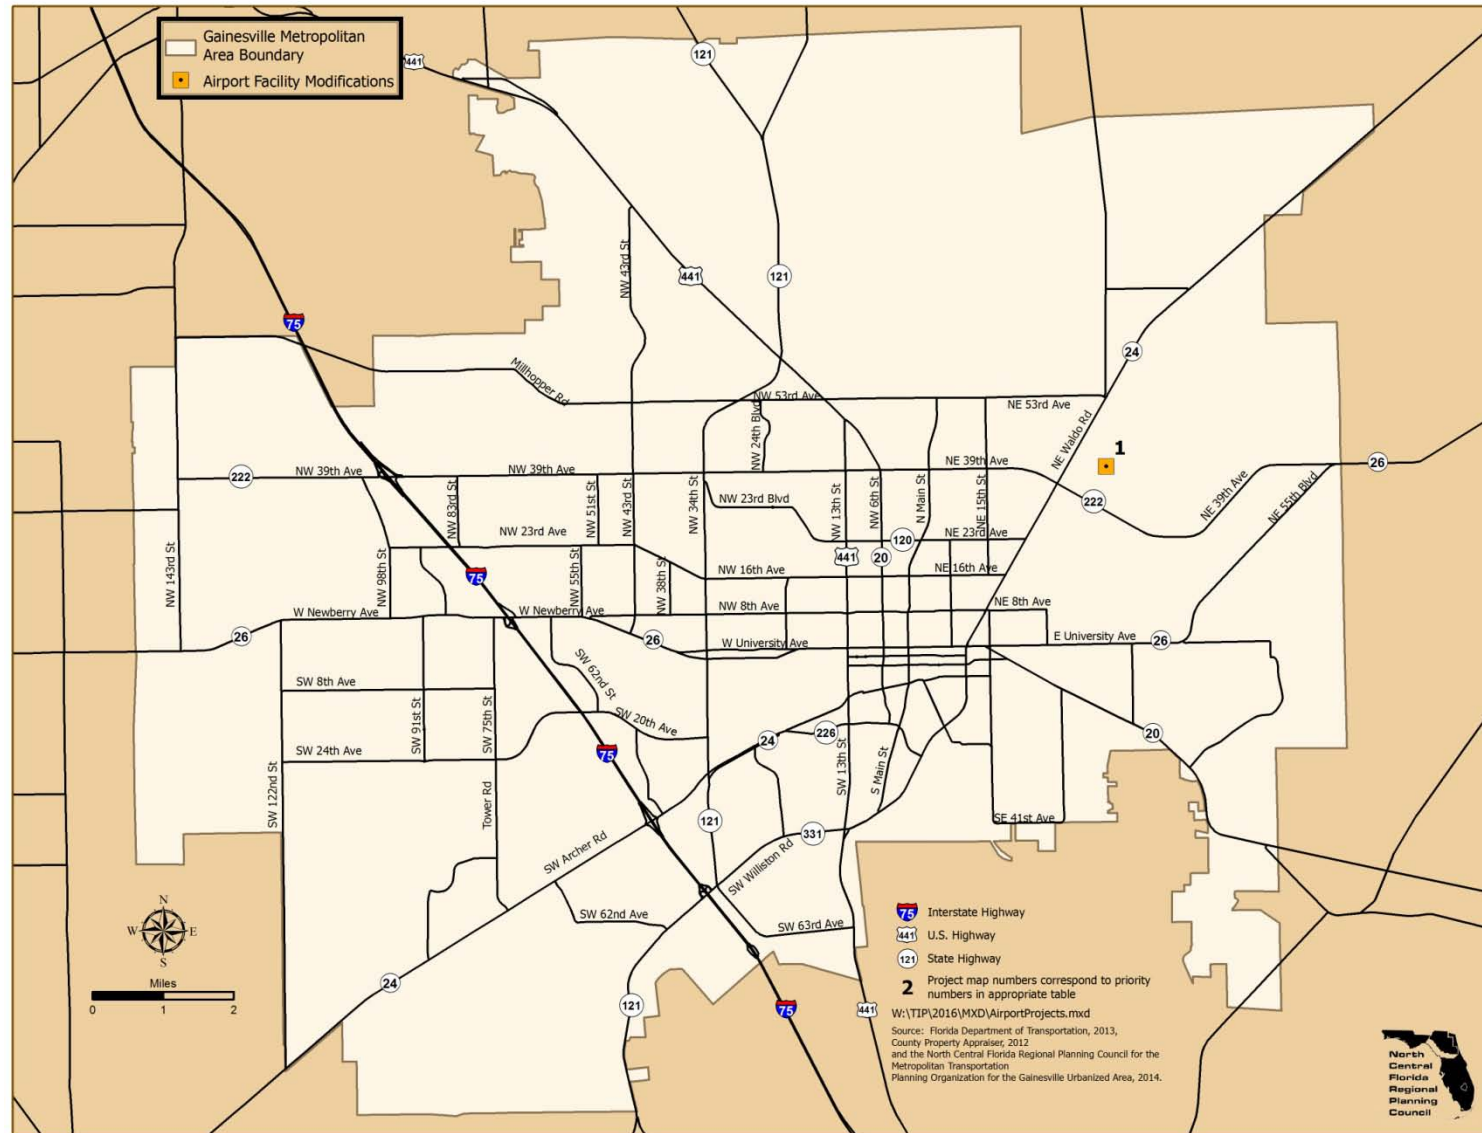 Gainesville Metropolitan
Area Boundary
Airport Facility Modifications
441
121
75
NW 43rd St
441
121
24
Millhopper Rd
NW 53rd Ave
NE 53rd Ave
NW 24th Blvd
NE Waldo Rd
1
222
NW 39th Ave
NW 39th Ave
NE 39th Ave
26
NW 83rd St
NW 51st St
NW 43rd St
NW 34th St
NW 23rd Blvd
NW 13th St
NW 6th St
N Main St
NE 15th St
222
NE 39th Ave
NE 55th Blvd
NW 23rd Ave
120
NE 23rd Ave
441
20
NW 143rd St
NW 98th St
75
NW 55th St
NW 38th St
NW 16th Ave
NE 16th Ave
W Newberry Ave
W Newberry Ave
NW 8th Ave
NE 8th Ave
26
26
W University Ave
E University Ave
26
SW 62nd St
SW 8th Ave
SW 91st St
SW 75th St
SW 20th Ave
24
226
20
SW 24th Ave
75
SW 13th St
S Main St
SW 122nd St
Tower Rd
121
331
SE 41st Ave
SW Archer Rd
SW Williston Rd
SW 62nd Ave
SW 63rd Ave
24
121
75
441
N
W E
S
Miles
0 1 2
75 Interstate Highway
441 U.S. Highway
121 State Highway
2 Project map numbers correspond to priority
numbers in appropriate table
W:\TIP\2016\MXD\AirportProjects.mxd
Source: Florida Department of Transportation, 2013,
County Property Appraiser, 2012
and the North Central Florida Regional Planning Council for the
Metropolitan Transportation
Planning Organization for the Gainesville Urbanized Area, 2014.
North
Central
Florida
Regional
Planning
Council